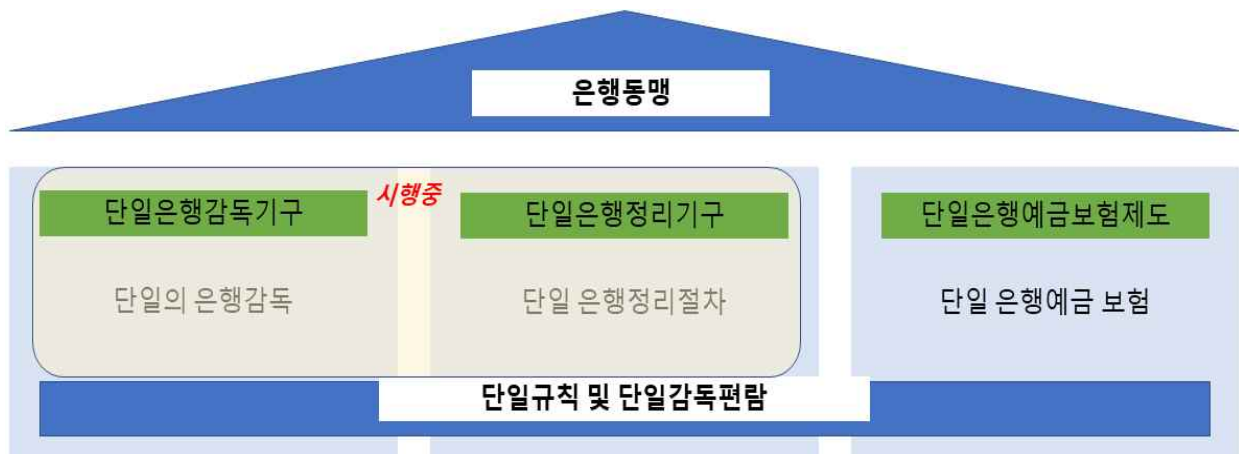 은행동맹
단일은행감독기구
시행중
단일은행정리기구
단일은행예금보험제도
단일의 은행감독
단일 은행정리절차
단일 은행예금 보험
단일규칙 및 단일감독편람